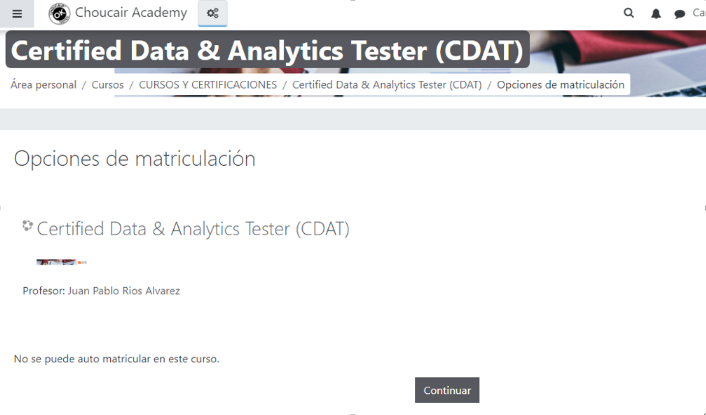 Choucair Academy
Certified Data & Analytics Tester (CDAT)
Área personal / Cursos / CURSOS Y CERTIFICACIONES / Certified Data & Analytics Tester (CDAT) / Opciones de matriculación
Opciones de matriculación
Certified Data & Analytics Tester (CDAT)
Profesor: Juan Pablo Rios Alvarez
No se puede auto matricular en este curso.
Continuar